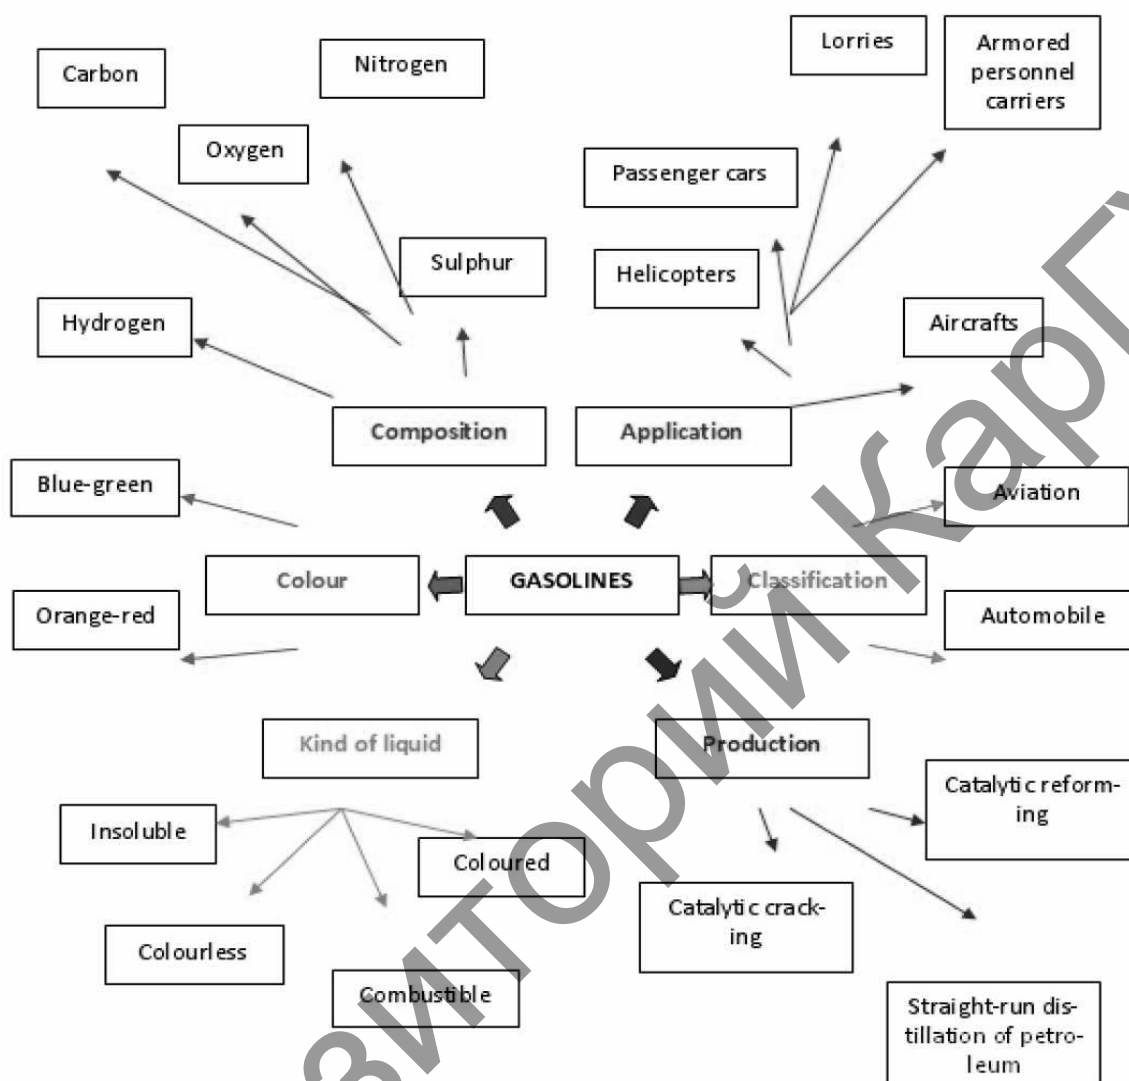 Carbon
Nitrogen
Lorries
Armored
personnel
carriers
Oxygen
Passenger cars
Sulphur
Helicopters
Hydrogen
Aircrafts
Composition
Application
Blue-green
Aviation
Colour
GASOLINES
Classification
Orange-red
Automobile
Kind of liquid
Production
Insoluble
Coloured
Catalytic reform-
ing
Catalytic crack-
ing
Colourless
Combustible
Straight-run dis-
tillation of petro-
leum
зиторий КарГУ